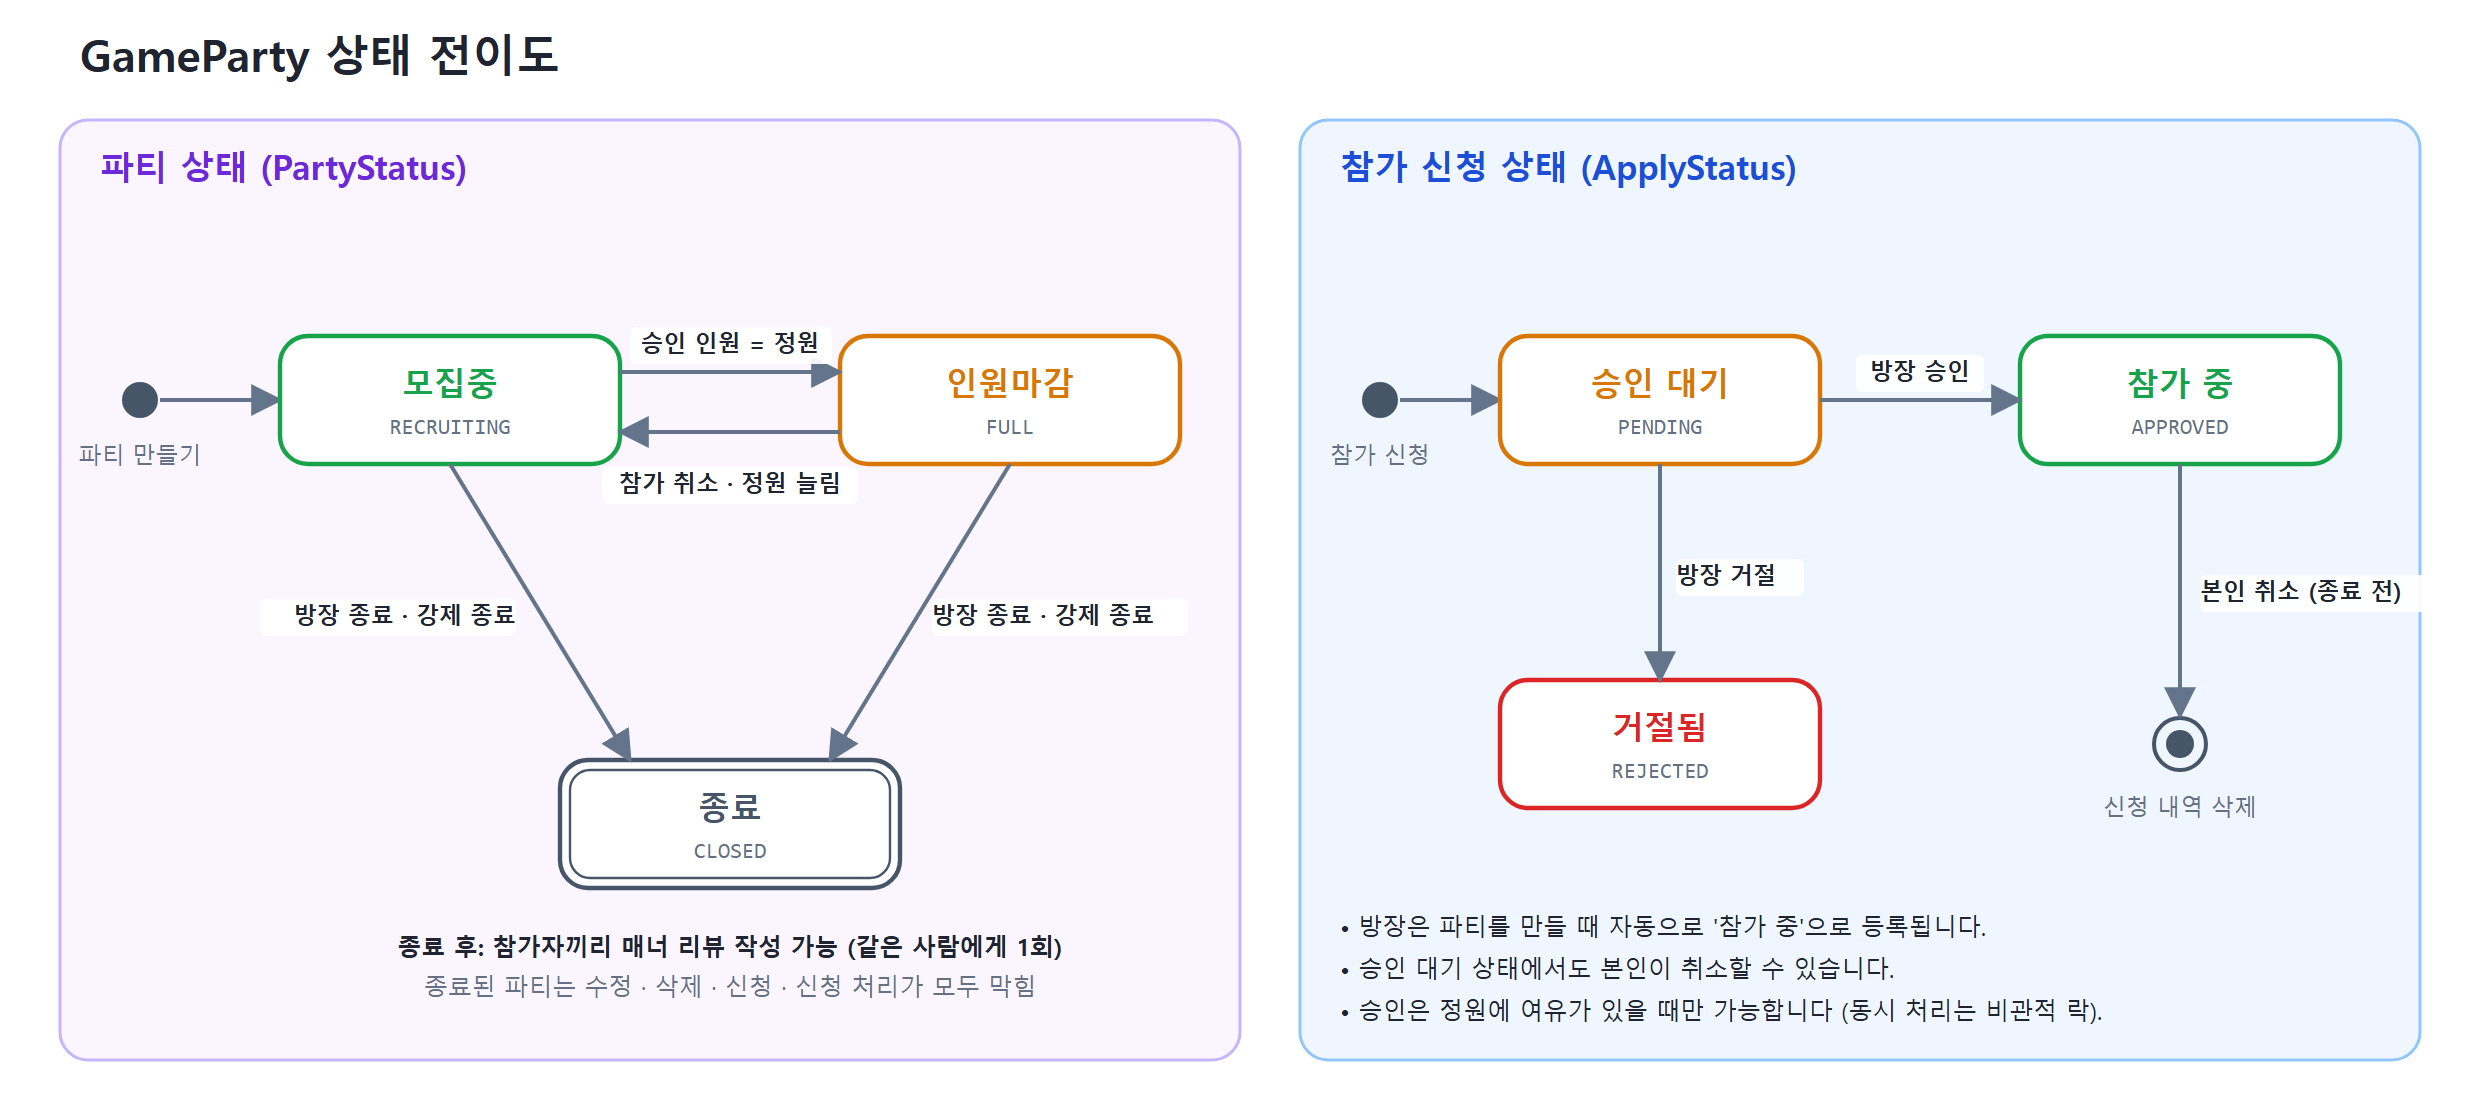 GameParty 상태 전이도
파티 상태 (PartyStatus)
승인 인원 = 정원
모집중
RECRUITING
인원마감
FULL
파티 만들기
참가 취소 · 정원 늘림
방장 종료 · 강제 종료
방장 종료 · 강제 종료
종료
CLOSED
종료 후: 참가자끼리 매너 리뷰 작성 가능 (같은 사람에게 1회)
종료된 파티는 수정 · 삭제 · 신청 · 신청 처리가 모두 막힘
참가 신청 상태 (ApplyStatus)
승인 대기
PENDING
방장 승인
참가 중
APPROVED
참가 신청
방장 거절
본인 취소 (종료 전)
거절됨
REJECTED
신청 내역 삭제
• 방장은 파티를 만들 때 자동으로 '참가 중'으로 등록됩니다.
• 승인 대기 상태에서도 본인이 취소할 수 있습니다.
• 승인은 정원에 여유가 있을 때만 가능합니다 (동시 처리는 비관적 락).